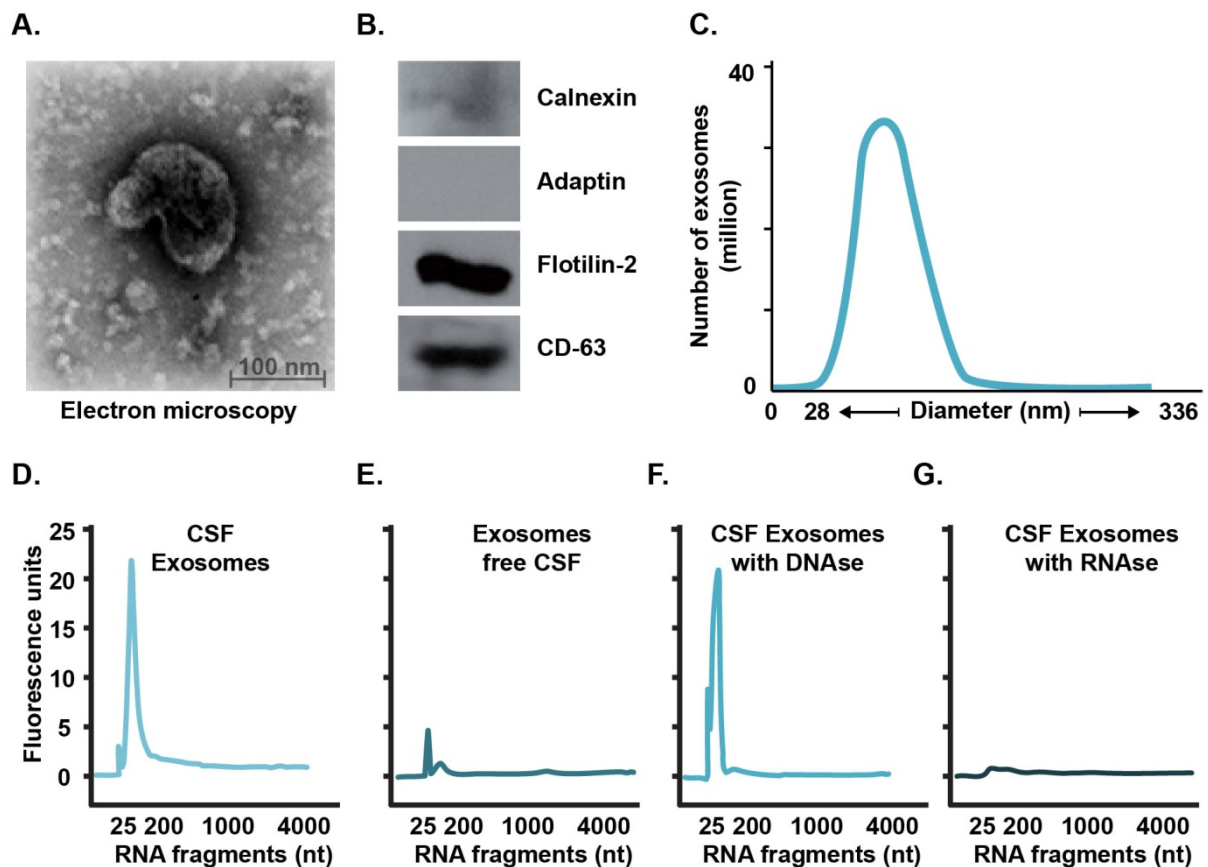 A.
100 nm
Electron microscopy
B.
Calnexin
Adaptin
Flotilin-2
CD-63
C.
Number of exosomes
(million)
40
0
0 28 Diameter (nm) 336
D.
CSF
Exosomes
Fluorescence units
25
20
15
10
5
0
25 200 1000 4000
RNA fragments (nt)
E.
Exosomes
free CSF
25 200 1000 4000
RNA fragments (nt)
F.
CSF Exosomes
with DNAse
25 200 1000 4000
RNA fragments (nt)
G.
CSF Exosomes
with RNAse
25 200 1000 4000
RNA fragments (nt)